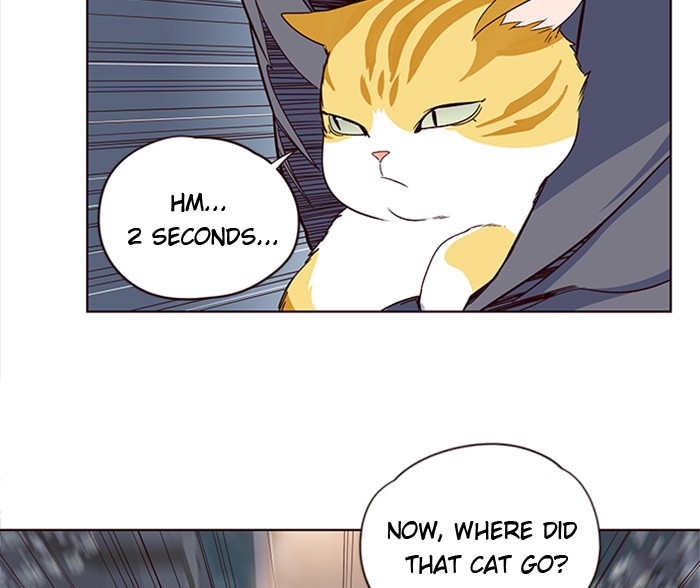 HM...
2 SECONDS...
NOW, WHERE DID
THAT CAT GO?